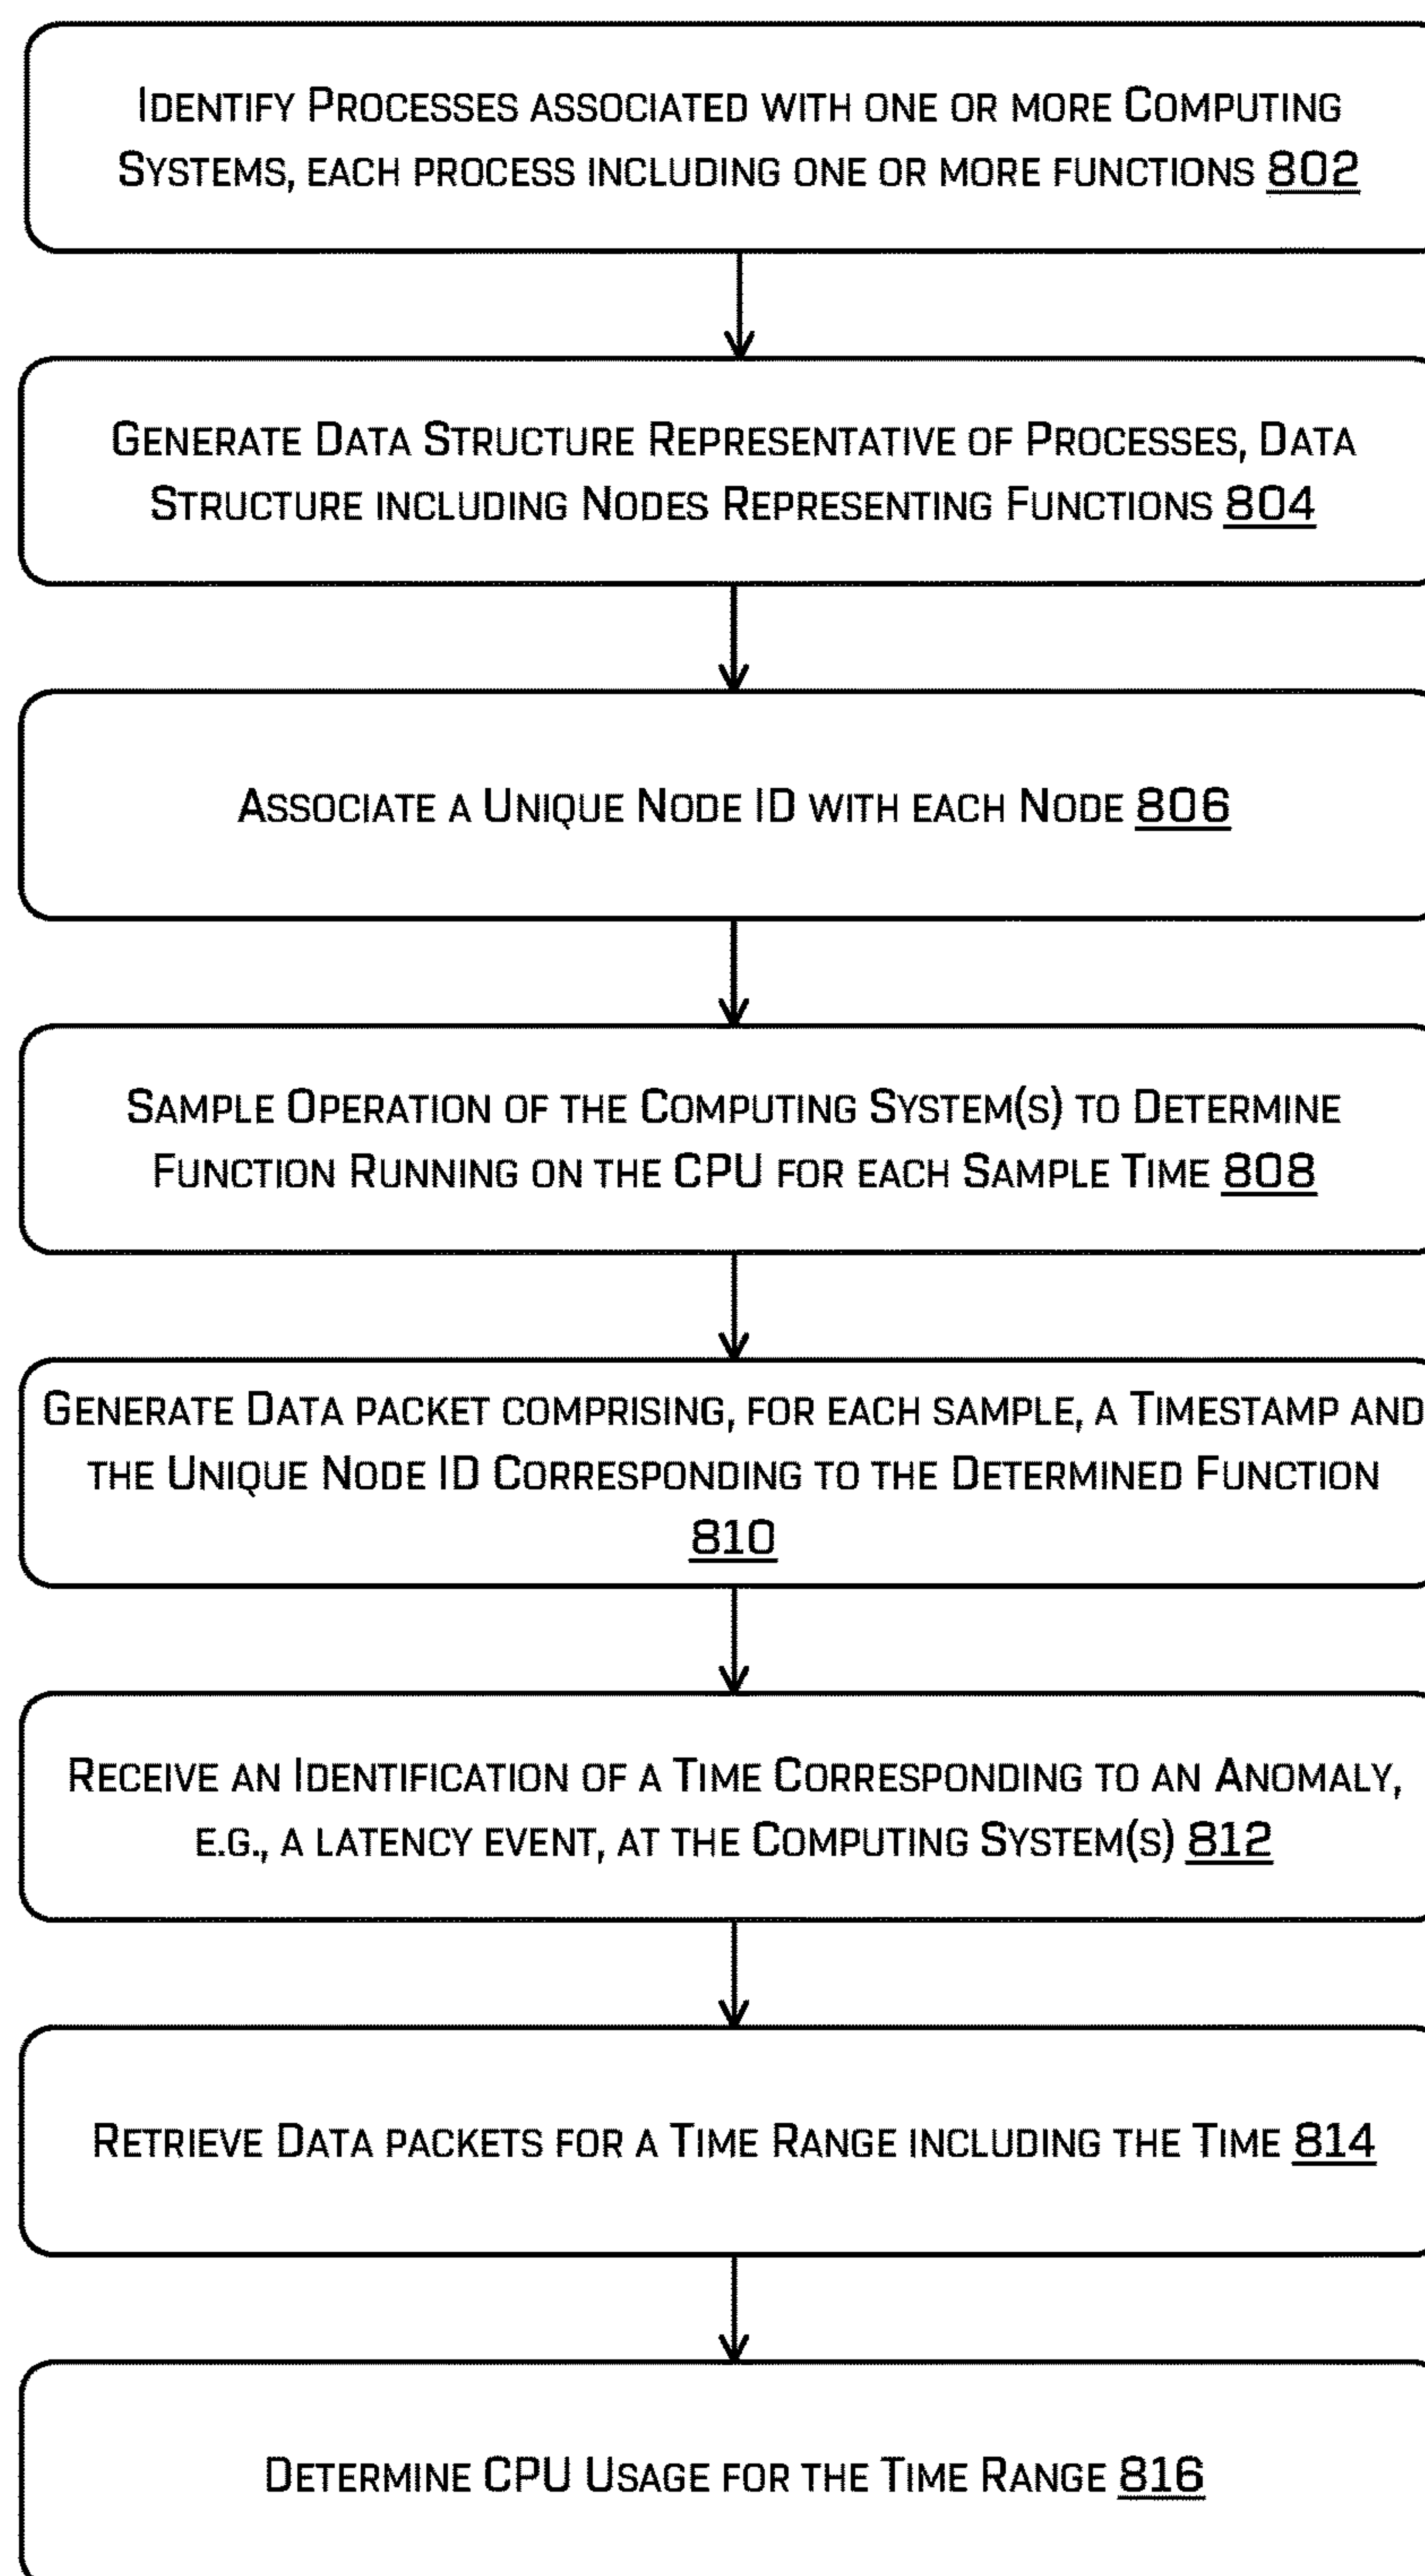 Identify Processes associated with one or more Computing
Systems, each process including one or more functions 802
Generate Data Structure Representative of Processes, Data
Structure including Nodes Representing Functions 804
Associate a Unique Node ID with each Node 806
Sample Operation of the Computing System(s) to Determine
Function Running on the CPU for each Sample Time 808
Generate Data packet comprising, for each sample, a Timestamp and
the Unique Node ID Corresponding to the Determined Function
810
Receive an Identification of a Time Corresponding to an Anomaly,
e.g., a latency event, at the Computing System(s) 812
Retrieve Data packets for a Time Range including the Time 814
Determine CPU Usage for the Time Range 816